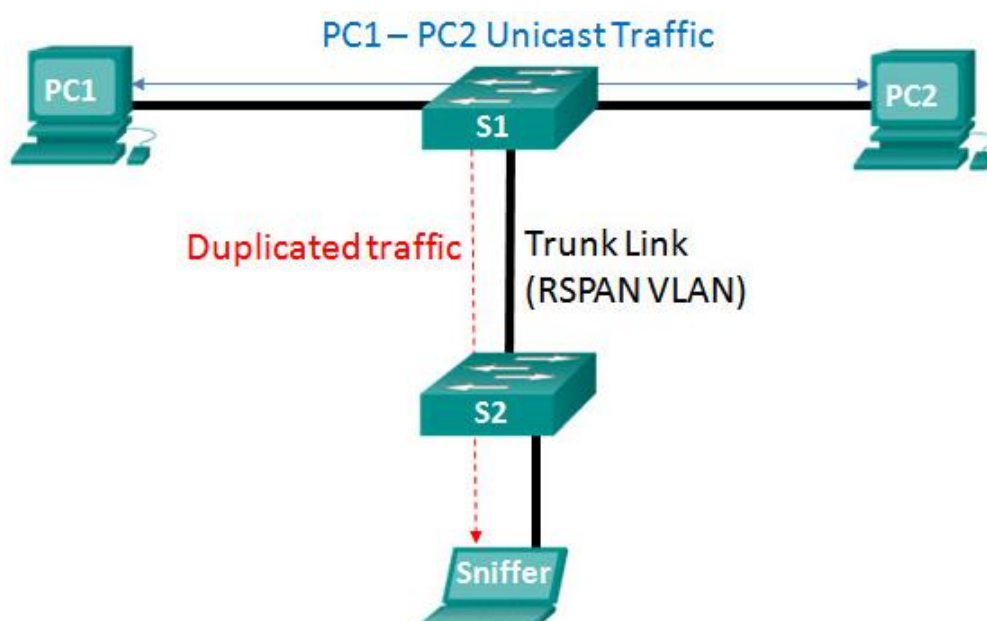 PC1 – PC2 Unicast Traffic
PC1
S1
PC2
Duplicated traffic
Trunk Link
(RSPAN VLAN)
S2
Sniffer